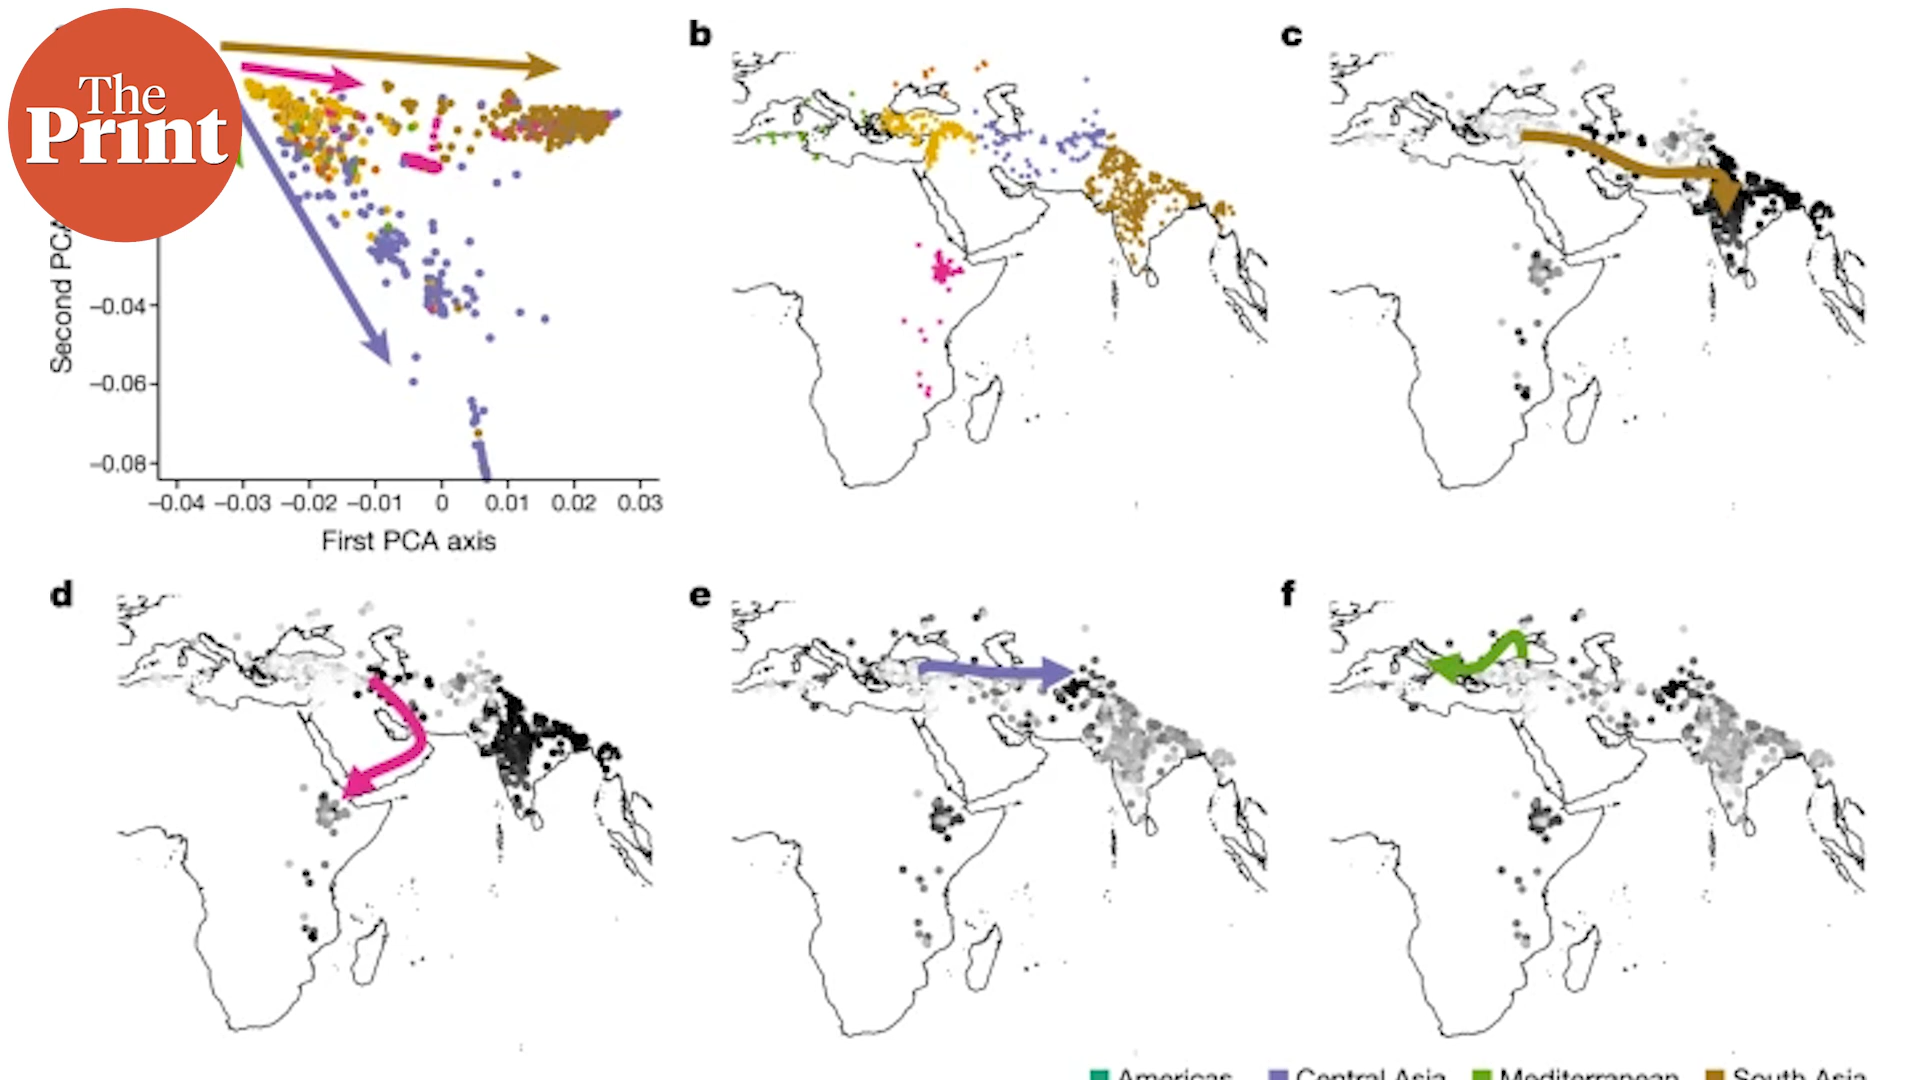 The
Print
b
c
Second PCA
−0.04
−0.06
−0.08
−0.04 −0.03 −0.02 −0.01 0 0.01 0.02 0.03
First PCA axis
d
e
f
Americas Central Asia Mediterranean South Asia